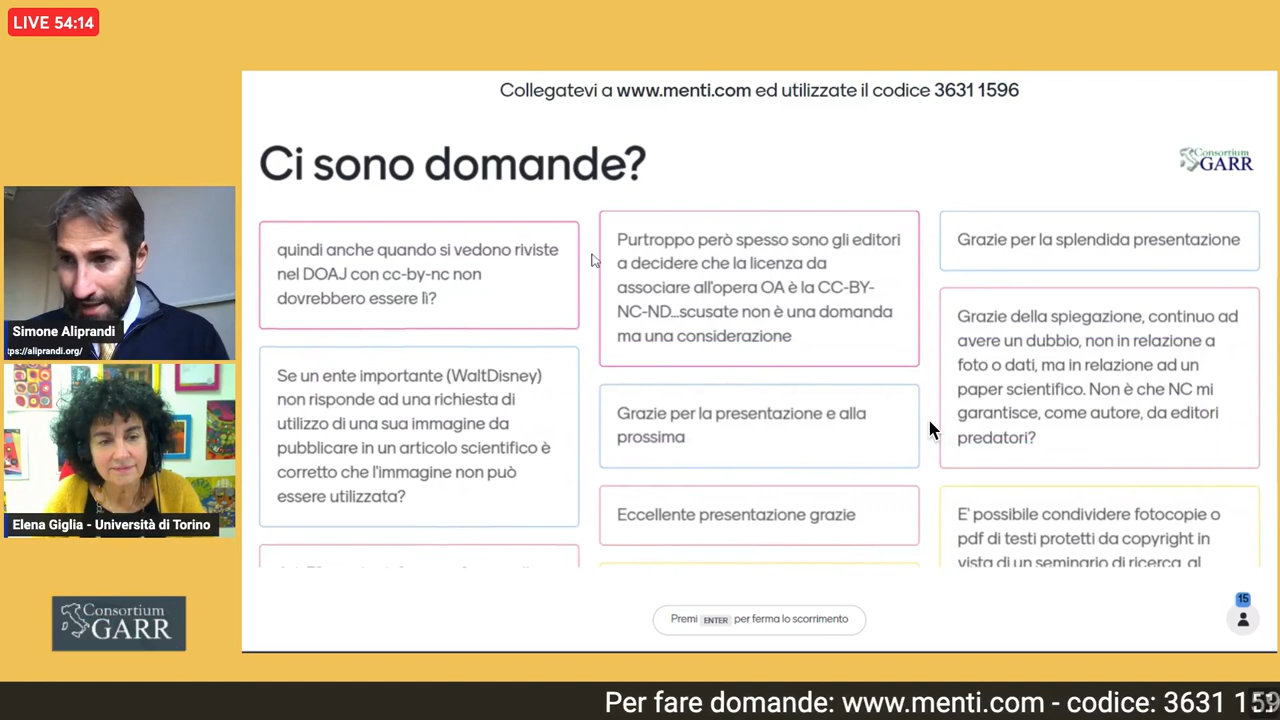 LIVE 54:14
Collegatevi a www.menti.com ed utilizzate il codice 3631 1596
Ci sono domande?
Consortium
GARR
quindi anche quando si vedono riviste
nel DOAJ con cc-by-nc non
dovrebbero essere lì?
Se un ente importante (WaltDisney)
non risponde ad una richiesta di
utilizzo di una sua immagine da
pubblicare in un articolo scientifico è
corretto che l'immagine non può
essere utilizzata?
Purtroppo però spesso sono gli editori
a decidere che la licenza da
associare all'opera OA è la CC-BY-
NC-ND...scusate non è una domanda
ma una considerazione
Grazie per la presentazione e alla
prossima
Eccellente presentazione grazie
Grazie per la splendida presentazione
Grazie della spiegazione, continuo ad
avere un dubbio, non in relazione a
foto o dati, ma in relazione ad un
paper scientifico. Non è che NC mi
garantisce, come autore, da editori
predatori?
E' possibile condividere fotocopie o
pdf di testi protetti da copyright in
vista di un seminario di ricerca, al
Simone Aliprandi
tps://aliprandi.org/
Elena Giglia - Università di Torino
Consortium
GARR
Premi ENTER per ferma lo scorrimento
15
Per fare domande: www.menti.com - codice: 3631 159